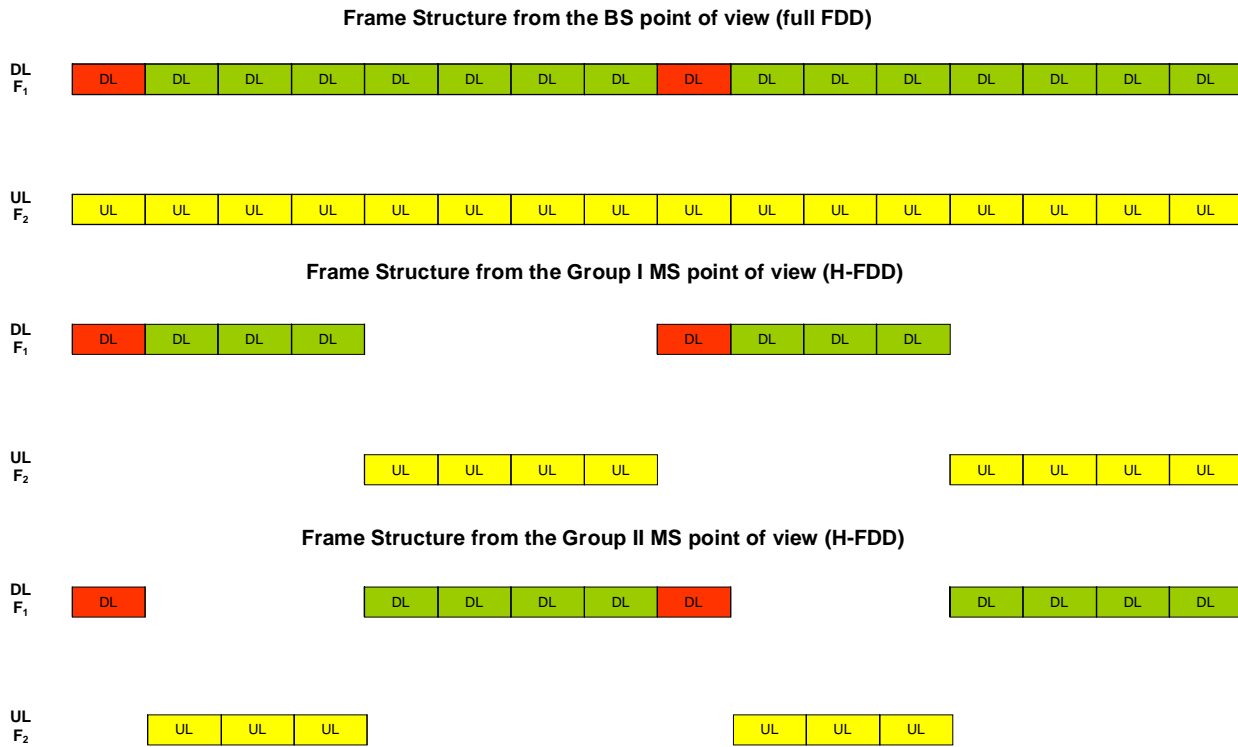 Frame Structure from the BS point of view (full FDD)
DL F₁
DL DL DL DL DL DL DL DL DL DL DL DL DL DL DL DL
UL F₂
UL UL UL UL UL UL UL UL UL UL UL UL UL UL UL UL
Frame Structure from the Group I MS point of view (H-FDD)
DL F₁
DL DL DL DL DL DL DL DL
UL F₂
UL UL UL UL UL UL UL UL
Frame Structure from the Group II MS point of view (H-FDD)
DL F₁
DL DL DL DL DL DL DL DL DL DL
UL F₂
UL UL UL UL UL UL